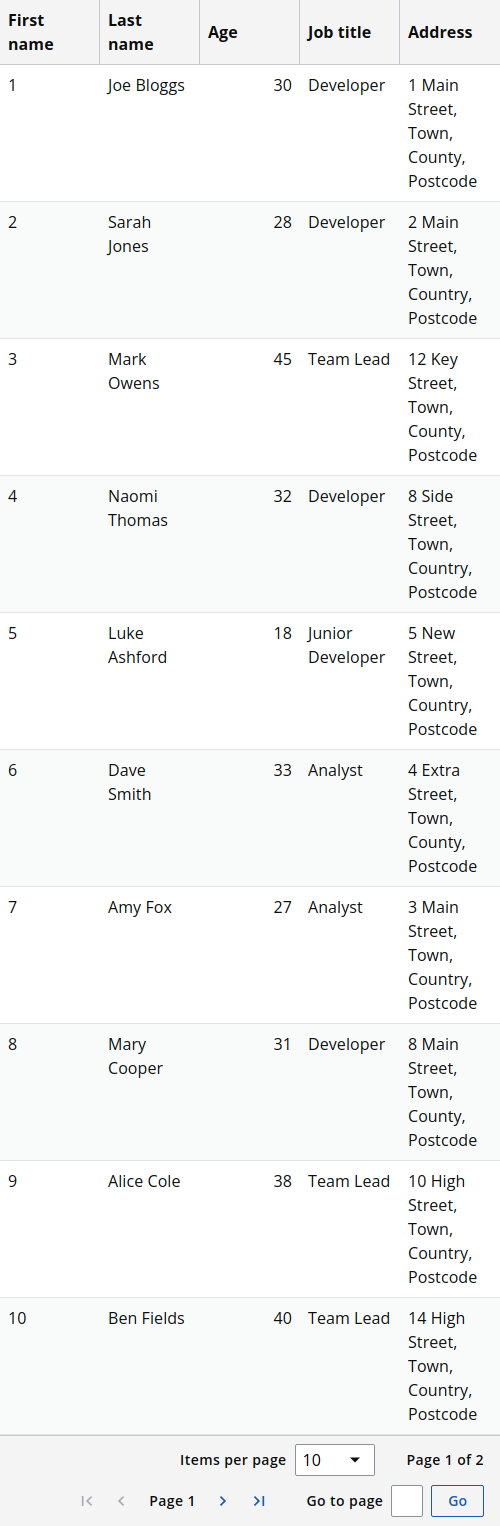 First name Last name Age Job title Address
1 Joe Bloggs 30 Developer 1 Main
Street,
Town,
County,
Postcode
2 Sarah 28 Developer 2 Main
Jones Street,
Town,
Country,
Postcode
3 Mark 45 Team Lead 12 Key
Owens Street,
Town,
County,
Postcode
4 Naomi 32 Developer 8 Side
Thomas Street,
Town,
Country,
Postcode
5 Luke 18 Junior 5 New
Ashford Developer Street,
Town,
Country,
Postcode
6 Dave 33 Analyst 4 Extra
Smith Street,
Town,
County,
Postcode
7 Amy Fox 27 Analyst 3 Main
Street,
Town,
Country,
Postcode
8 Mary 31 Developer 8 Main
Cooper Street,
Town,
County,
Postcode
9 Alice Cole 38 Team Lead 10 High
Street,
Town,
Country,
Postcode
10 Ben Fields 40 Team Lead 14 High
Street,
Town,
Country,
Postcode
Items per page 10 Page 1 of 2
Page 1 Go to page Go